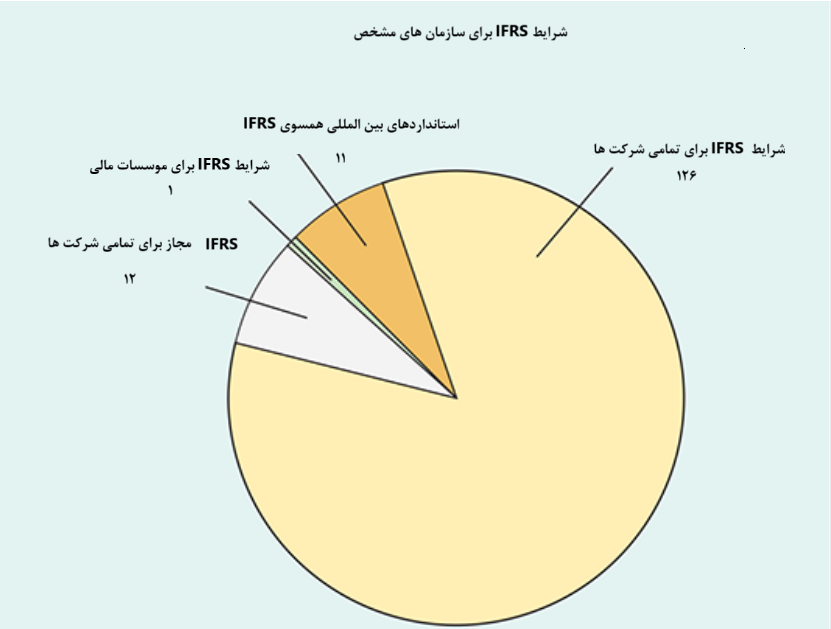 شرایط IFRS برای سازمان های مشخص
استانداردهای بین المللی همسوی IFRS
۱۱
شرایط IFRS برای تمامی شرکت ها
۱۲۶
شرایط IFRS برای موسسات مالی
۱
IFRS مجاز برای تمامی شرکت ها
۱۲